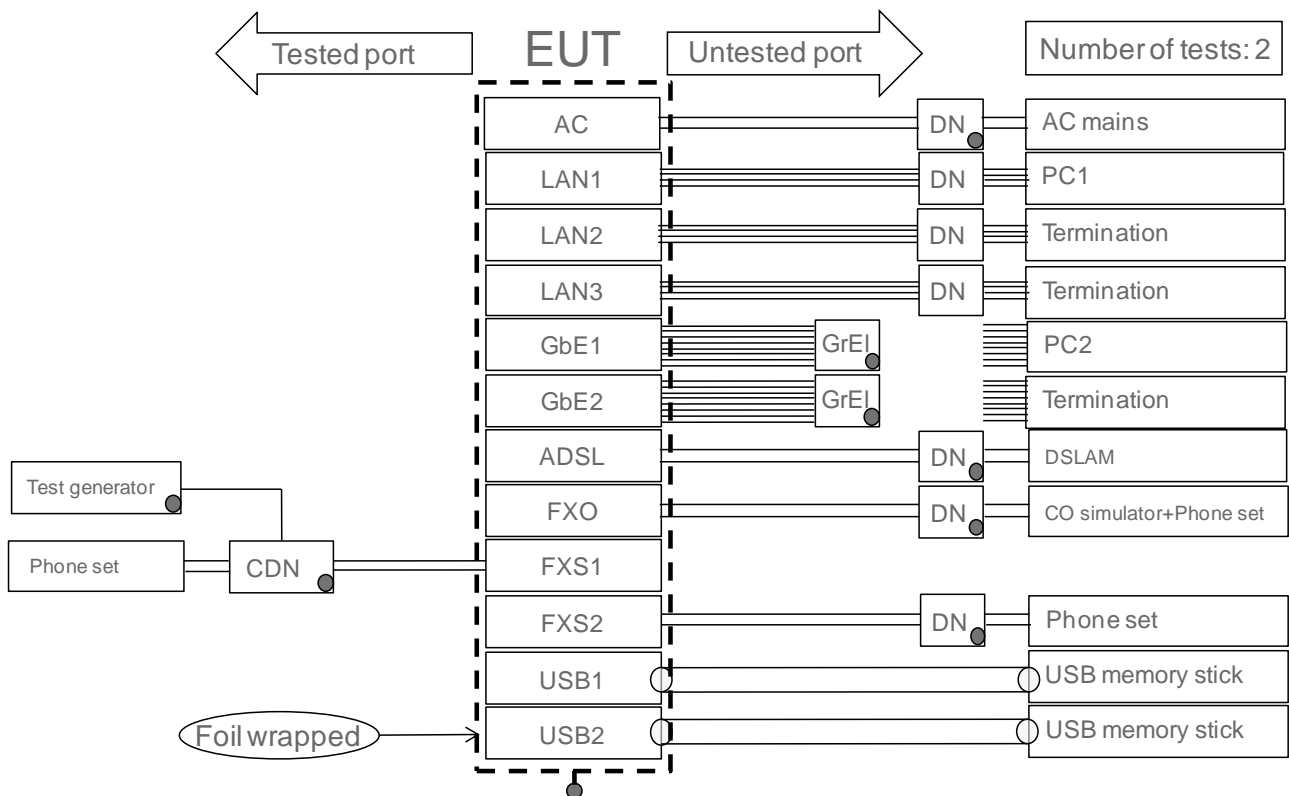 Tested port
EUT
Untested port
Number of tests: 2
AC
DN
AC mains
LAN1
DN
PC1
LAN2
DN
Termination
LAN3
DN
Termination
GbE1
GrEI
PC2
GbE2
GrEI
Termination
ADSL
DN
DSLAM
Test generator
FXO
DN
CO simulator+Phone set
Phone set
CDN
FXS1
FXS2
DN
Phone set
USB1
USB memory stick
Foil wrapped
USB2
USB memory stick